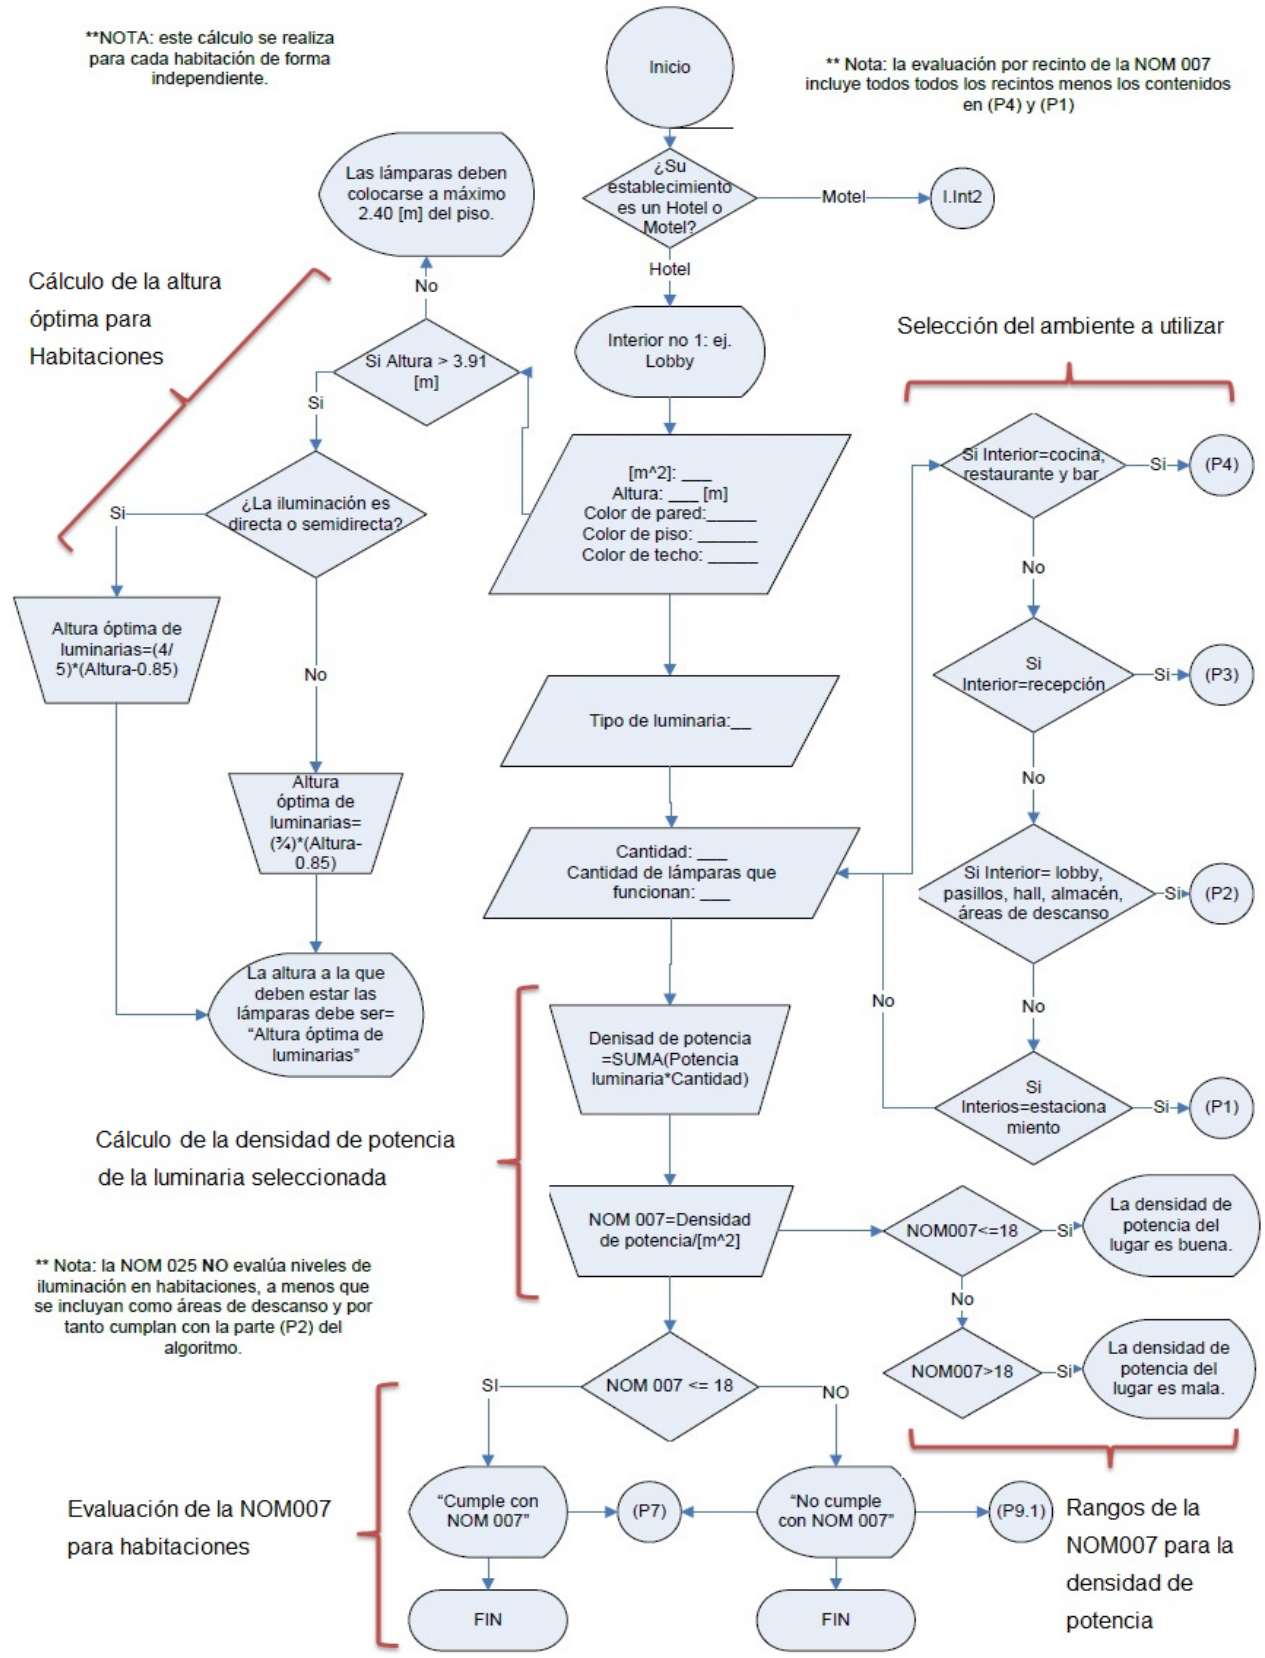 **NOTA: este cálculo se realiza
para cada habitación de forma
independiente.
Inicio
** Nota: la evaluación por recinto de la NOM 007
incluye todos todos los recintos menos los contenidos
en (P4) y (P1)
¿Su
establecimiento
es un Hotel o
Motel?
Motel
I.Int2
Hotel
Las lámparas deben
colocarse a máximo
2.40 [m] del piso.
No
Cálculo de la altura
óptima para
Habitaciones
Si Altura > 3.91
[m]
Si
Interior no 1: ej.
Lobby
Selección del ambiente a utilizar
¿La iluminación es
directa o semidirecta?
Si
[m^2]: ___
Altura: ___ [m]
Color de pared:_____
Color de piso: ______
Color de techo: _____
Si Interior=cocina,
restaurante y bar
Si
(P4)
No
Altura óptima de
luminarias=(4/
5)*(Altura-0.85)
No
Si
Interior=recepción
Si
(P3)
No
Tipo de luminaria:__
Altura
óptima de
luminarias=
(¾)*(Altura-
0.85)
Cantidad: ___
Cantidad de lámparas que
funcionan: ___
Si Interior= lobby,
pasillos, hall, almacén,
áreas de descanso
Si
(P2)
No
No
La altura a la que
deben estar las
lámparas debe ser=
“Altura óptima de
luminarias”
Denisad de potencia
=SUMA(Potencia
luminaria*Cantidad)
Si
Interios=estaciona
miento
Si
(P1)
Cálculo de la densidad de potencia
de la luminaria seleccionada
NOM 007=Densidad
de potencia/[m^2]
NOM007<=18
Si
La densidad de
potencia del
lugar es buena.
No
** Nota: la NOM 025 NO evalúa niveles de
iluminación en habitaciones, a menos que
se incluyan como áreas de descanso y por
tanto cumplan con la parte (P2) del
algoritmo.
NOM007>18
Si
La densidad de
potencia del
lugar es mala.
SI
NOM 007 <= 18
NO
Evaluación de la NOM007
para habitaciones
“Cumple con
NOM 007”
(P7)
“No cumple
con NOM 007”
(P9.1)
Rangos de la
NOM007 para la
densidad de
potencia
FIN
FIN